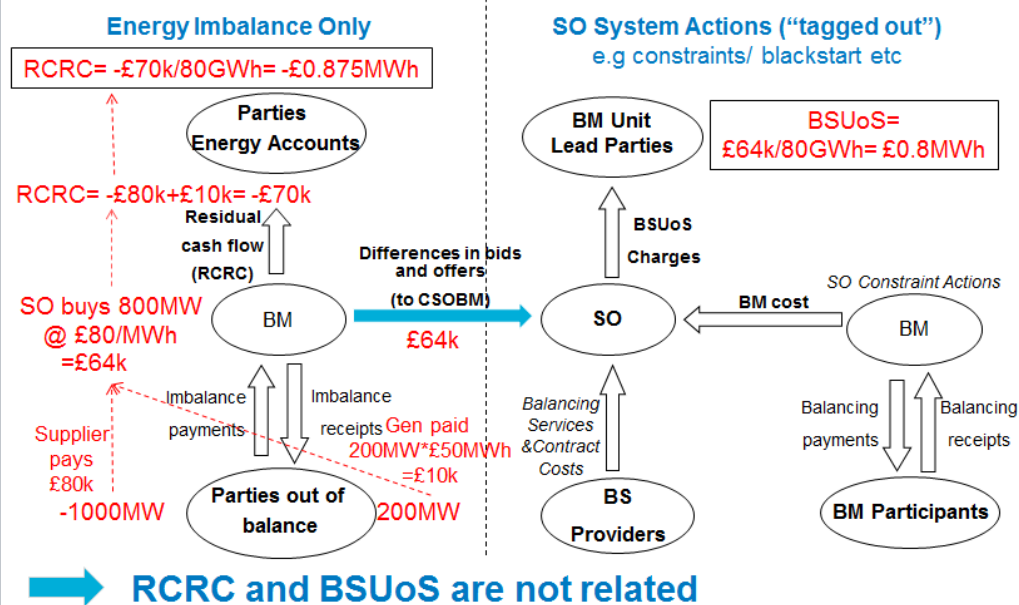 Energy Imbalance Only
RCRC= -£70k/80GWh= -£0.875MWh
Parties
Energy Accounts
RCRC= -£80k+£10k= -£70k
Residual
cash flow
(RCRC)
SO buys 800MW
@ £80/MWh
=£64k
BM
Differences in bids
and offers
(to CSOBM)
£64k
Imbalance
payments
Imbalance
receipts
Gen paid
200MW*£50MWh
=£10k
Supplier
pays
£80k
-1000MW
Parties out of
balance
200MW
SO System Actions (“tagged out”)
e.g constraints/ blackstart etc
BM Unit
Lead Parties
BSUoS=
£64k/80GWh= £0.8MWh
BSUoS
Charges
SO Constraint Actions
SO
BM cost
BM
Balancing
Services
&Contract
Costs
Balancing
payments
Balancing
receipts
BS
Providers
BM Participants
RCRC and BSUoS are not related